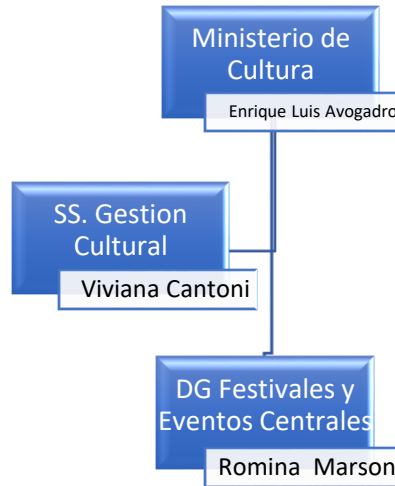 Ministerio de
Cultura
Enrique Luis Avogadro
SS. Gestion
Cultural
Viviana Cantoni
DG Festivales y
Eventos Centrales
Romina Marson